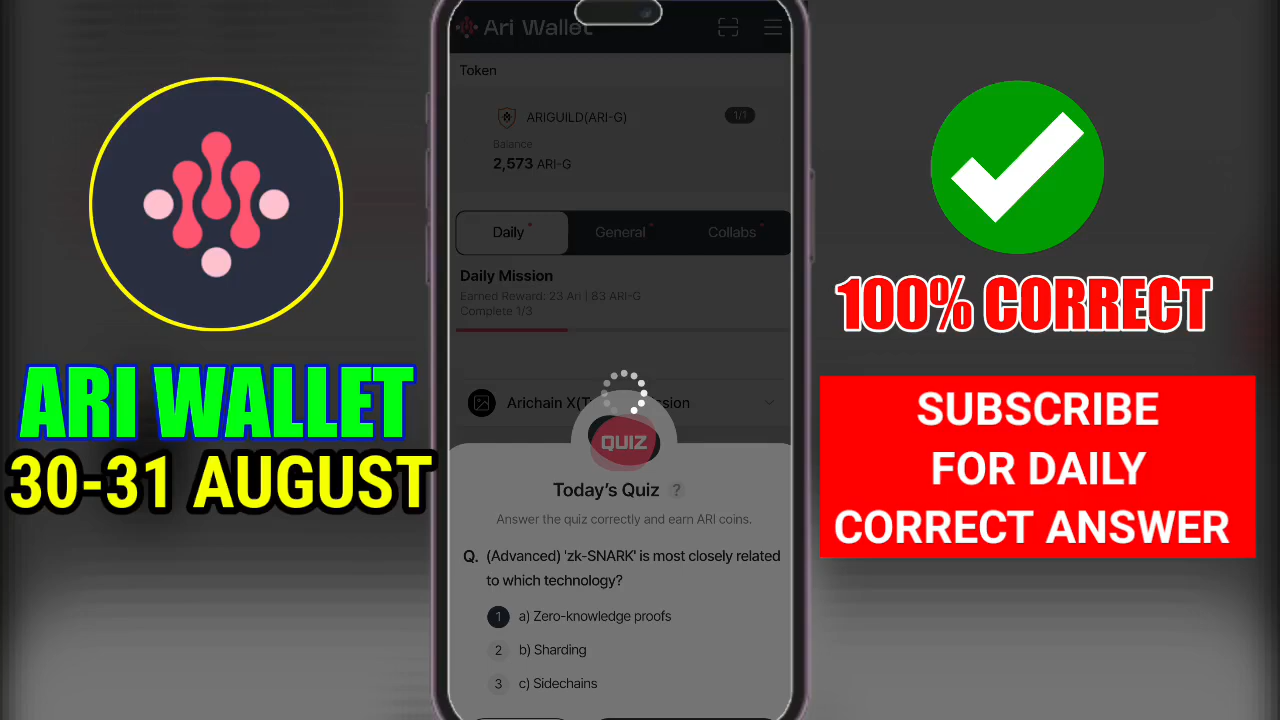 ARI WALLET
30-31 AUGUST
Ari Wallet
Token
ARIGUILD(ARI-G)
1/1
Balance
2,573 ARI-G
Daily
General
Collabs
Daily Mission
Earned Reward: 23 Ari | 83 ARI-G
Complete 1/3
Arichain X(T ission
QUIZ
Today's Quiz ?
Answer the quiz correctly and earn ARI coins.
Q. (Advanced) 'zk-SNARK' is most closely related
to which technology?
1 a) Zero-knowledge proofs
2 b) Sharding
3 c) Sidechains
100% CORRECT
SUBSCRIBE
FOR DAILY
CORRECT ANSWER